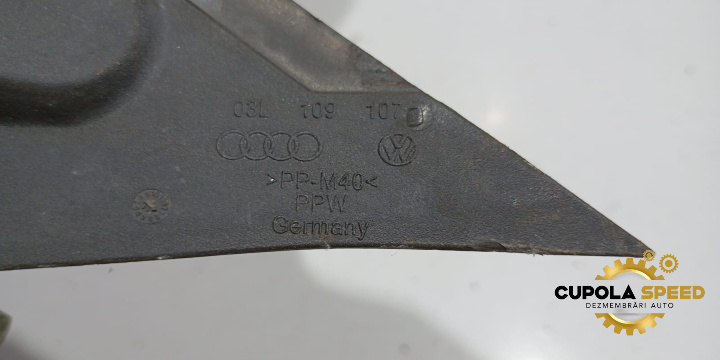 03L 109 107 D
>PP-M40<
PPW
Germany
CUPOLA SPEED
DEZMEMBRĂRI AUTO